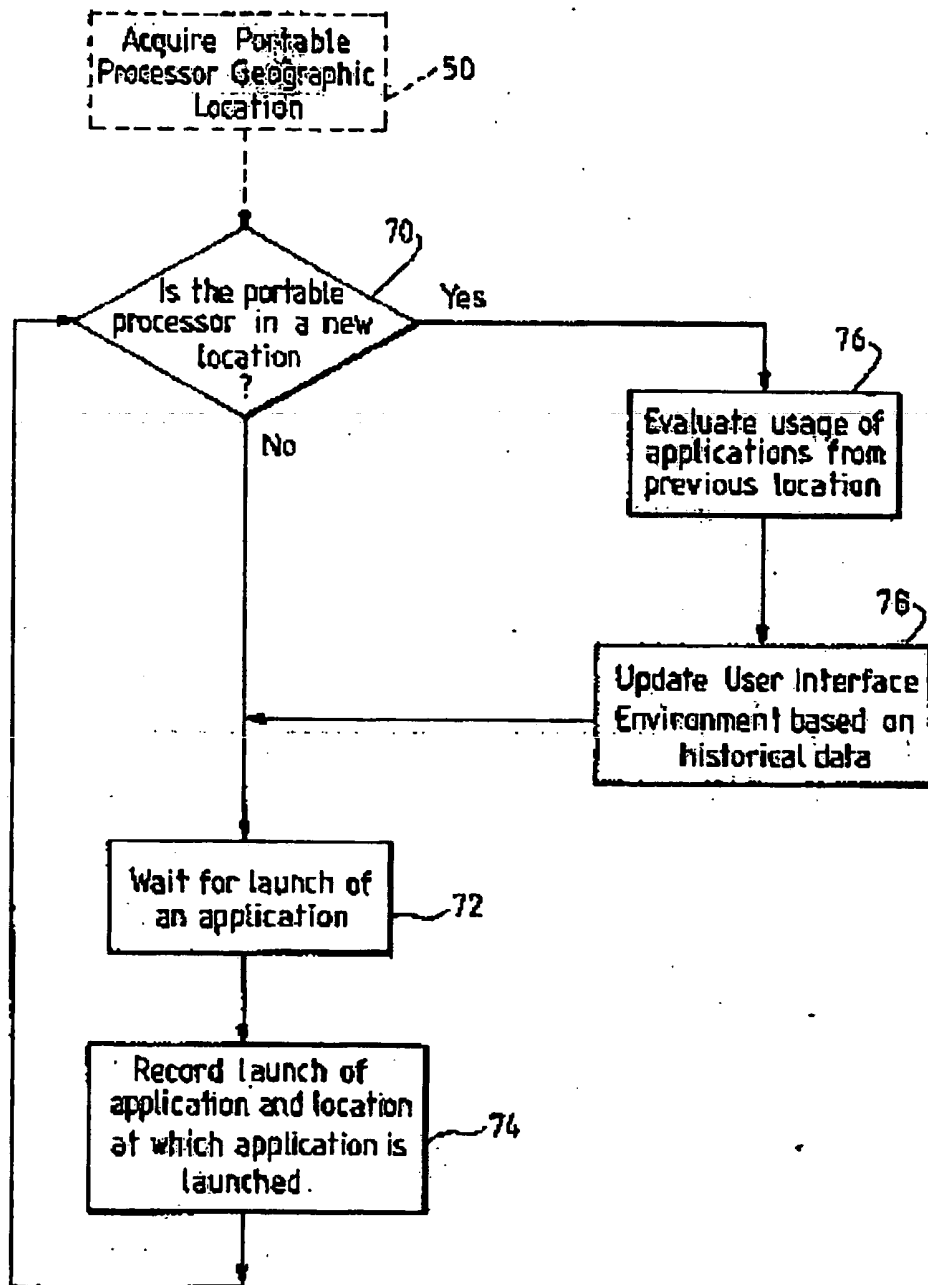 Acquire Portable
Processor Geographic
Location
50
70
Is the portable
processor in a new
location
?
Yes
No
76
Evaluate usage of
applications from
previous location
76
Update User Interface
Environment based on
historical data
Wait for launch of
an application
72
Record launch of
application and location
at which application is
launched.
74